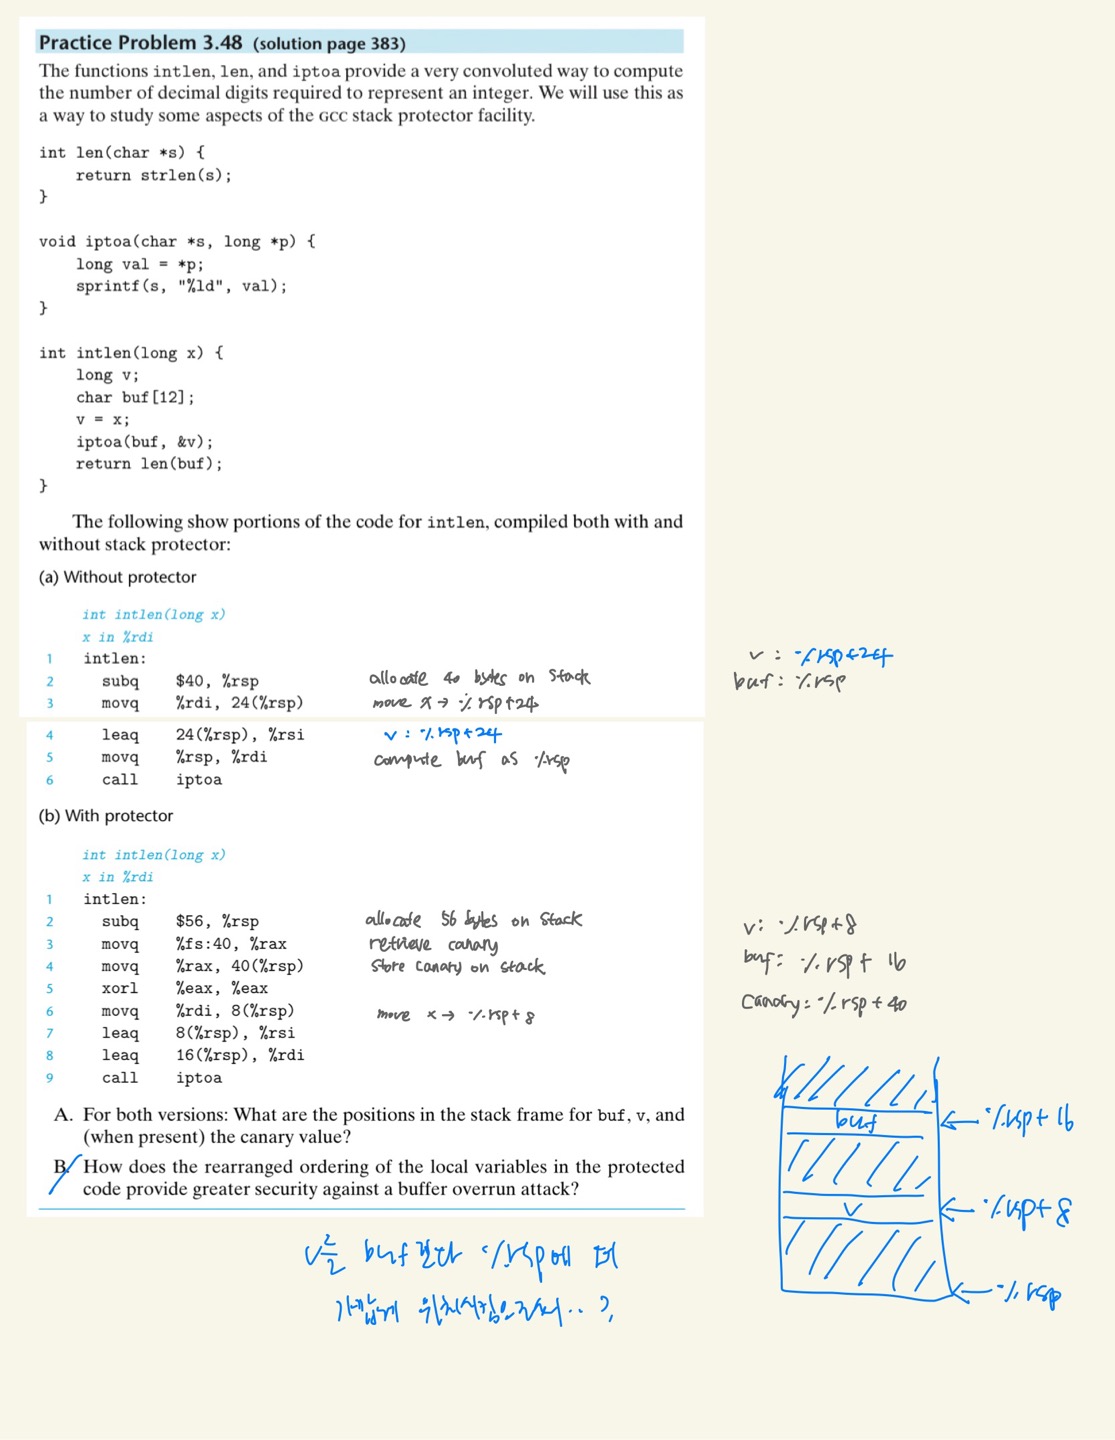 Practice Problem 3.48 (solution page 383)
The functions intlen, len, and iptoa provide a very convoluted way to compute
the number of decimal digits required to represent an integer. We will use this as
a way to study some aspects of the GCC stack protector facility.
int len(char *s) {
    return strlen(s);
}
void iptoa(char *s, long *p) {
    long val = *p;
    sprintf(s, "%ld", val);
}
int intlen(long x) {
    long v;
    char buf[12];
    v = x;
    iptoa(buf, &v);
    return len(buf);
}
The following show portions of the code for intlen, compiled both with and
without stack protector:
(a) Without protector
int intlen(long x)
x in %rdi
1 intlen:
2 subq $40, %rsp allocate 40 bytes on stack
3 movq %rdi, 24(%rsp) move x → %rsp+24
4 leaq 24(%rsp), %rsi v : %rsp+24
5 movq %rsp, %rdi compute buf as %rsp
6 call iptoa
v : %rsp+24
buf : %rsp
(b) With protector
int intlen(long x)
x in %rdi
1 intlen:
2 subq $56, %rsp allocate 56 bytes on stack
3 movq %fs:40, %rax retrieve canary
4 movq %rax, 40(%rsp) store canary on stack
5 xorl %eax, %eax
6 movq %rdi, 8(%rsp) move x → %rsp+8
7 leaq 8(%rsp), %rsi
8 leaq 16(%rsp), %rdi
9 call iptoa
v: %rsp+8
buf: %rsp+ 16
Canary: %rsp+40
A. For both versions: What are the positions in the stack frame for buf, v, and
(when present) the canary value?
B. How does the rearranged ordering of the local variables in the protected
code provide greater security against a buffer overrun attack?
buf ← %rsp+16
v ← %rsp+8
← %rsp
buf 보다 %rsp에 더
가깝게 위치시킴으로써..?